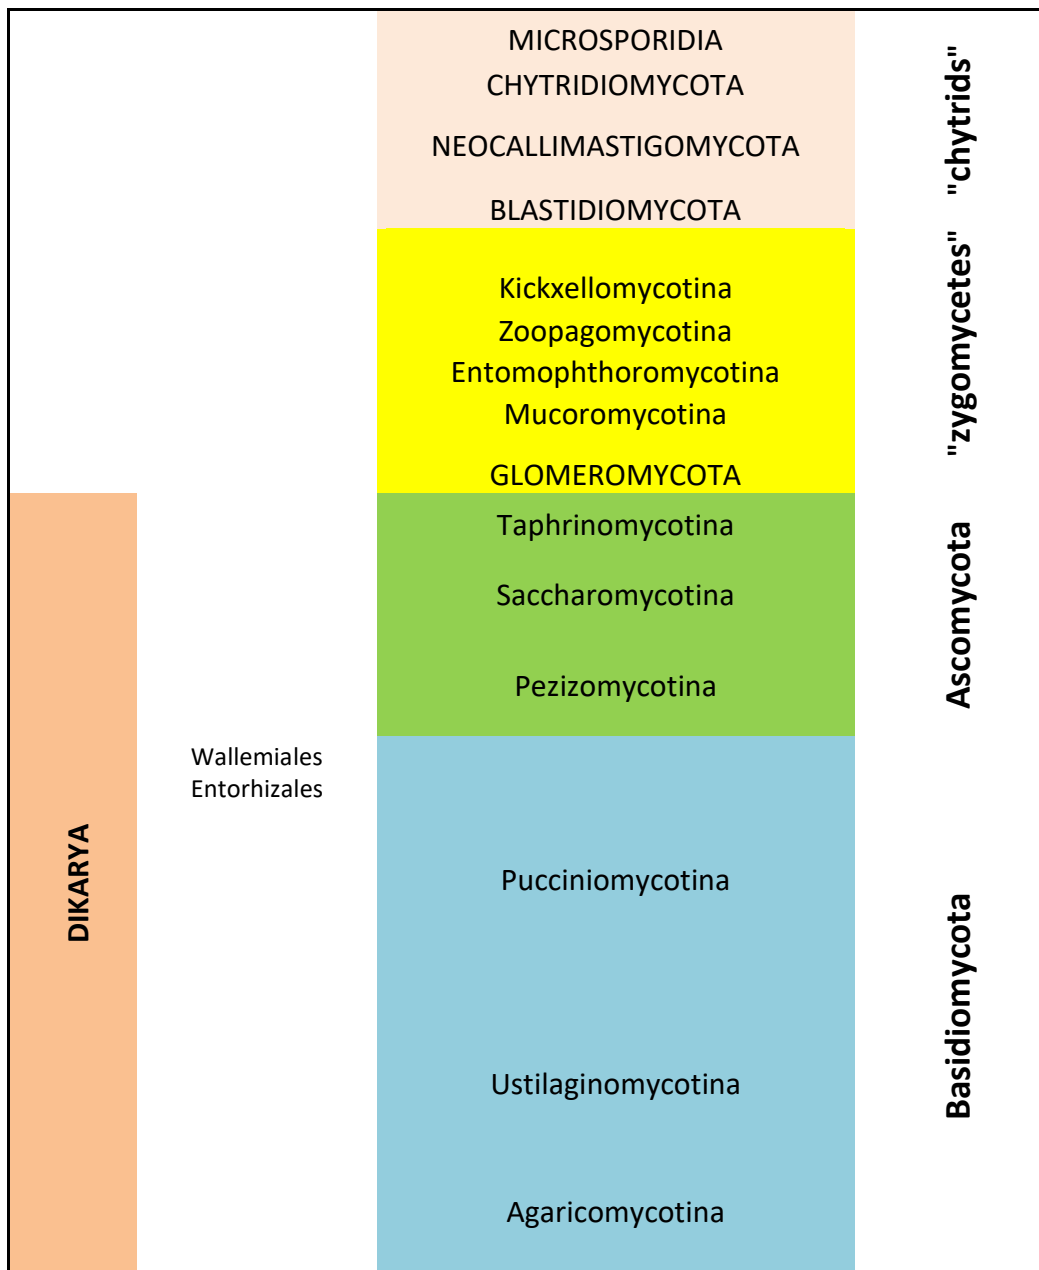 MICROSPORIDIA
CHYTRIDIOMYCOTA
NEOCALLIMASTIGOMYCOTA
BLASTIDIOMYCOTA
"chytrids"
Kickxellomycotina
Zoopagomycotina
Entomophthoromycotina
Mucoromycotina
GLOMEROMYCOTA
"zygomycetes"
Taphrinomycotina
Saccharomycotina
Pezizomycotina
Ascomycota
Wallemiales
Entorhizales
DIKARYA
Pucciniomycotina
Ustilaginomycotina
Agaricomycotina
Basidiomycota